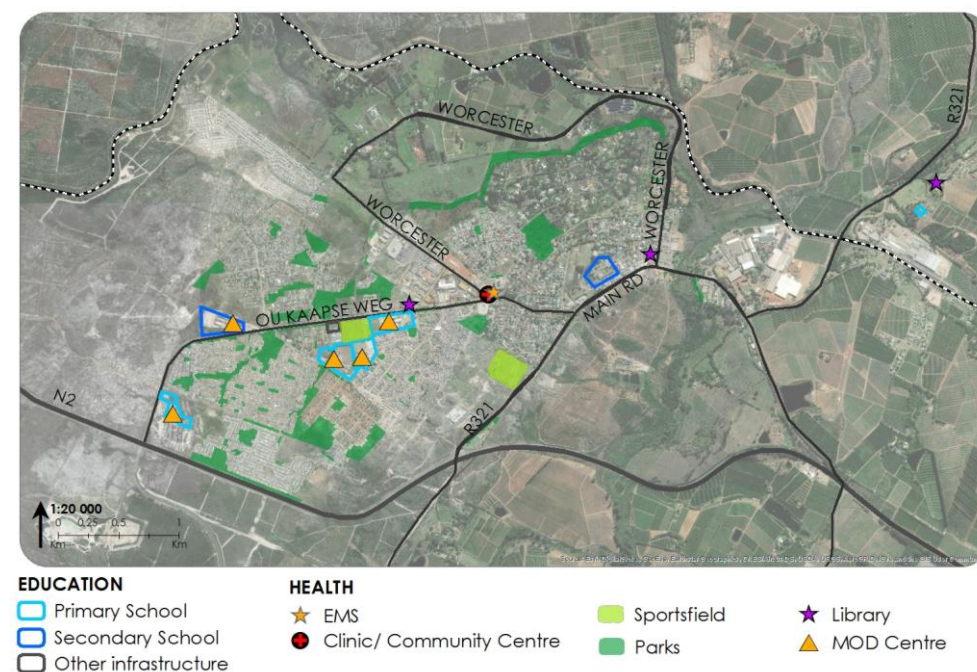 WORCESTER
R321
WORCESTER
WORCESTER
MAIN RD
OU KAAPSE WEG
N2
R321
1:20 000
0 0,25 0,5 1
Km Km
EDUCATION
Primary School
Secondary School
Other infrastructure
HEALTH
EMS
Clinic/ Community Centre
Sportsfield
Parks
Library
MOD Centre